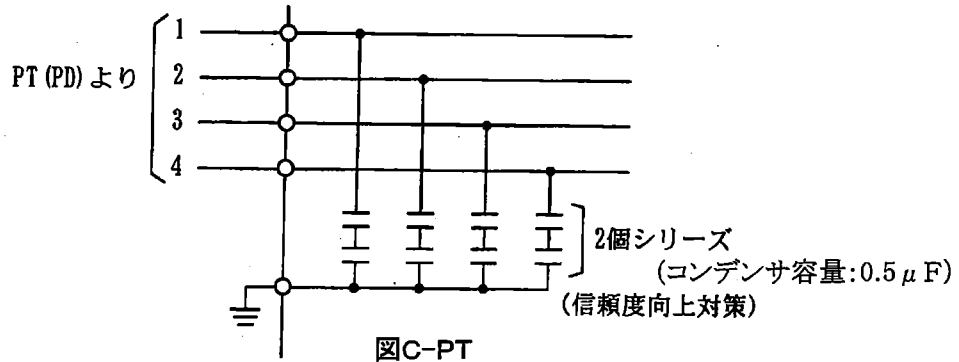 1
PT(PD)より 2
3
4
2個シリーズ
(コンデンサ容量:0.5μF)
(信頼度向上対策)
図C-PT